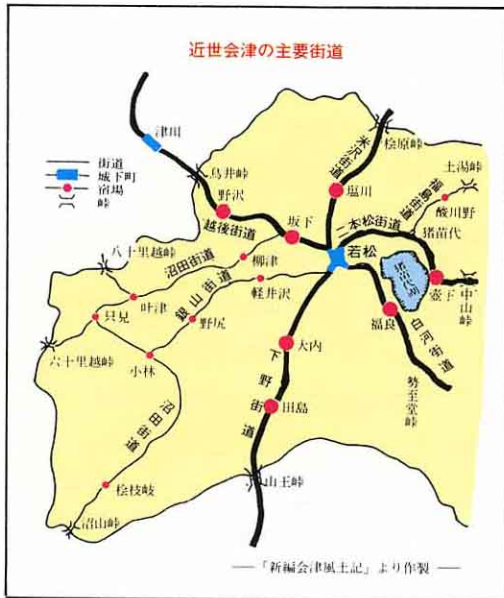 近世会津の主要街道
街道
城下町
宿場
峠
津川
鳥井峠
野沢
越後街道
坂下
米沢街道
桧原峠
塩川
土湯峠
福島街道
酸川野
猪苗代
二本松街道
若松
猪苗代湖
壺下
中山峠
福良
白河街道
勢至堂峠
八十里越峠
沼田街道
柳津
銀山街道
軽井沢
叶津
只見
野尻
六十里越峠
小林
大内
下野街道
田島
沼田街道
桧枝岐
沼山峠
山王峠
―「新編会津風土記」より作製―